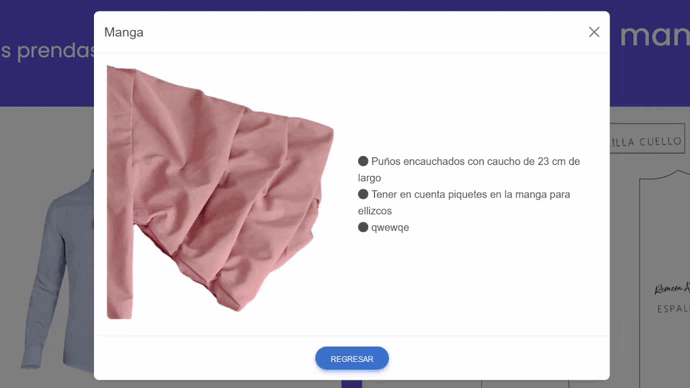 Manga
s prendas
man
● Puños encauchados con caucho de 23 cm de
largo
● Tener en cuenta piquetes en la manga para
ellizcos
● qwewqe
ILLA CUELLO
ESPAL
REGRESAR